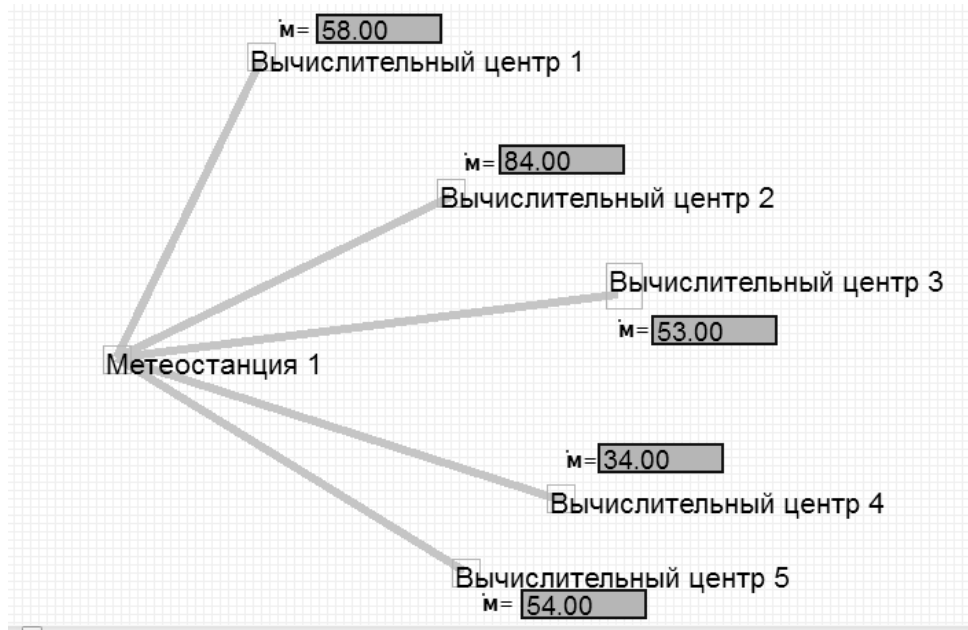 м= 58.00
Вычислительный центр 1
м= 84.00
Вычислительный центр 2
Вычислительный центр 3
м= 53.00
Метеостанция 1
м= 34.00
Вычислительный центр 4
Вычислительный центр 5
м= 54.00